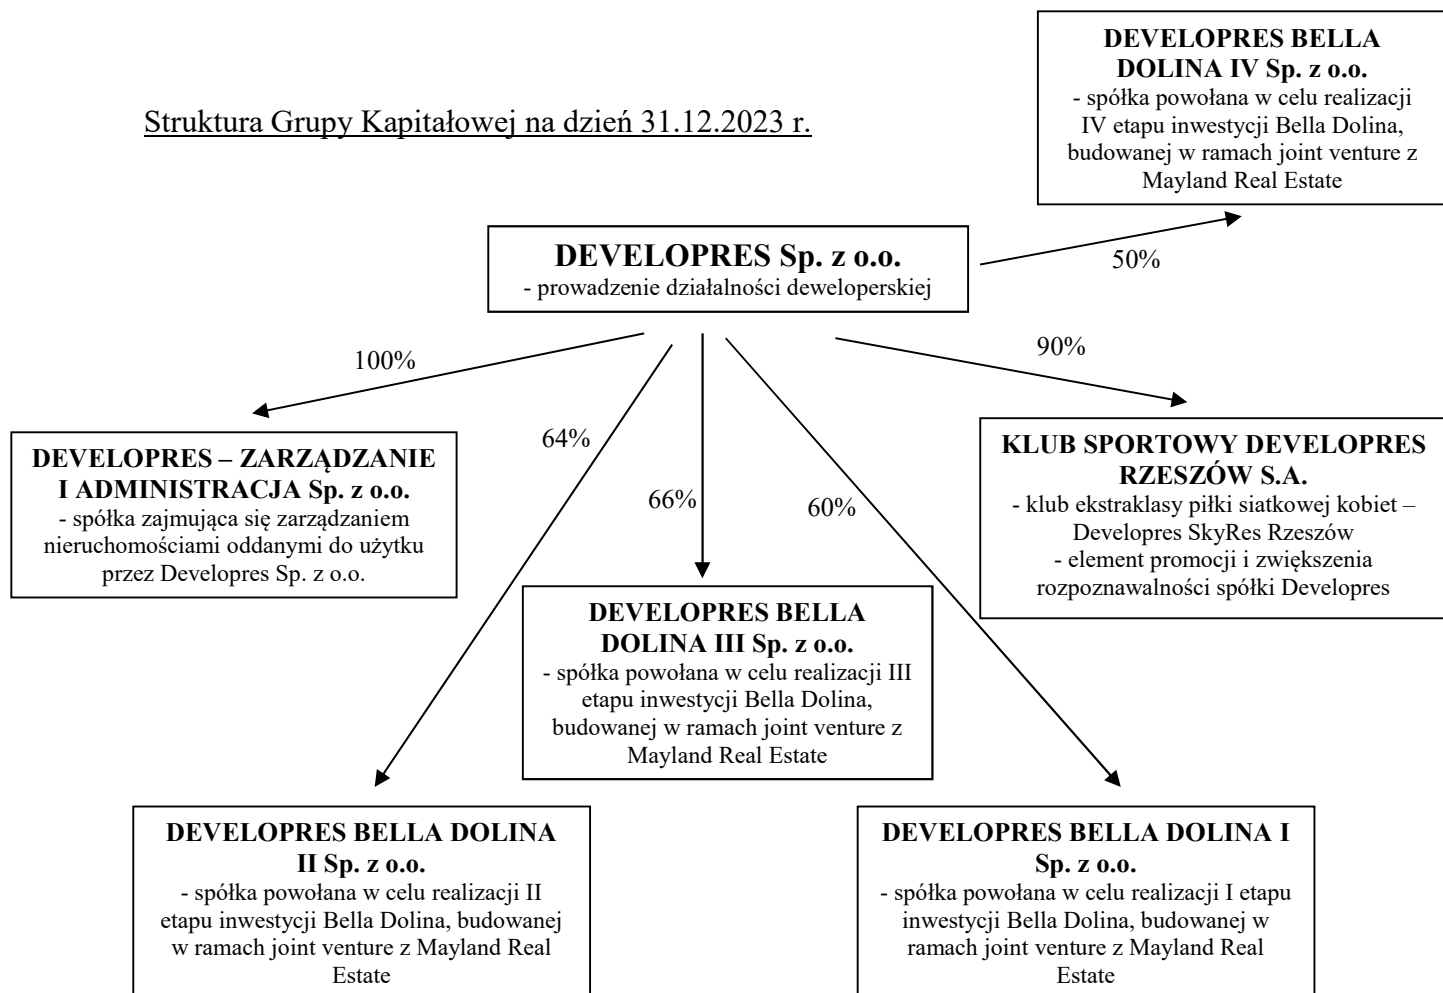 DEVELOPRES BELLA
DOLINA IV Sp. z o.o.
- spółka powołana w celu realizacji
IV etapu inwestycji Bella Dolina,
budowanej w ramach joint venture z
Mayland Real Estate
Struktura Grupy Kapitałowej na dzień 31.12.2023 r.
DEVELOPRES Sp. z o.o.
- prowadzenie działalności deweloperskiej
50%
100%
90%
64%
66%
60%
DEVELOPRES – ZARZĄDZANIE
I ADMINISTRACJA Sp. z o.o.
- spółka zajmująca się zarządzaniem
nieruchomościami oddanymi do użytku
przez Developres Sp. z o.o.
KLUB SPORTOWY DEVELOPRES
RZESZÓW S.A.
- klub ekstraklasy piłki siatkowej kobiet –
Developres SkyRes Rzeszów
- element promocji i zwiększenia
rozpoznawalności spółki Developres
DEVELOPRES BELLA
DOLINA III Sp. z o.o.
- spółka powołana w celu realizacji III
etapu inwestycji Bella Dolina,
budowanej w ramach joint venture z
Mayland Real Estate
DEVELOPRES BELLA DOLINA
II Sp. z o.o.
- spółka powołana w celu realizacji II
etapu inwestycji Bella Dolina, budowanej
w ramach joint venture z Mayland Real
Estate
DEVELOPRES BELLA DOLINA I
Sp. z o.o.
- spółka powołana w celu realizacji I etapu
inwestycji Bella Dolina, budowanej w
ramach joint venture z Mayland Real
Estate